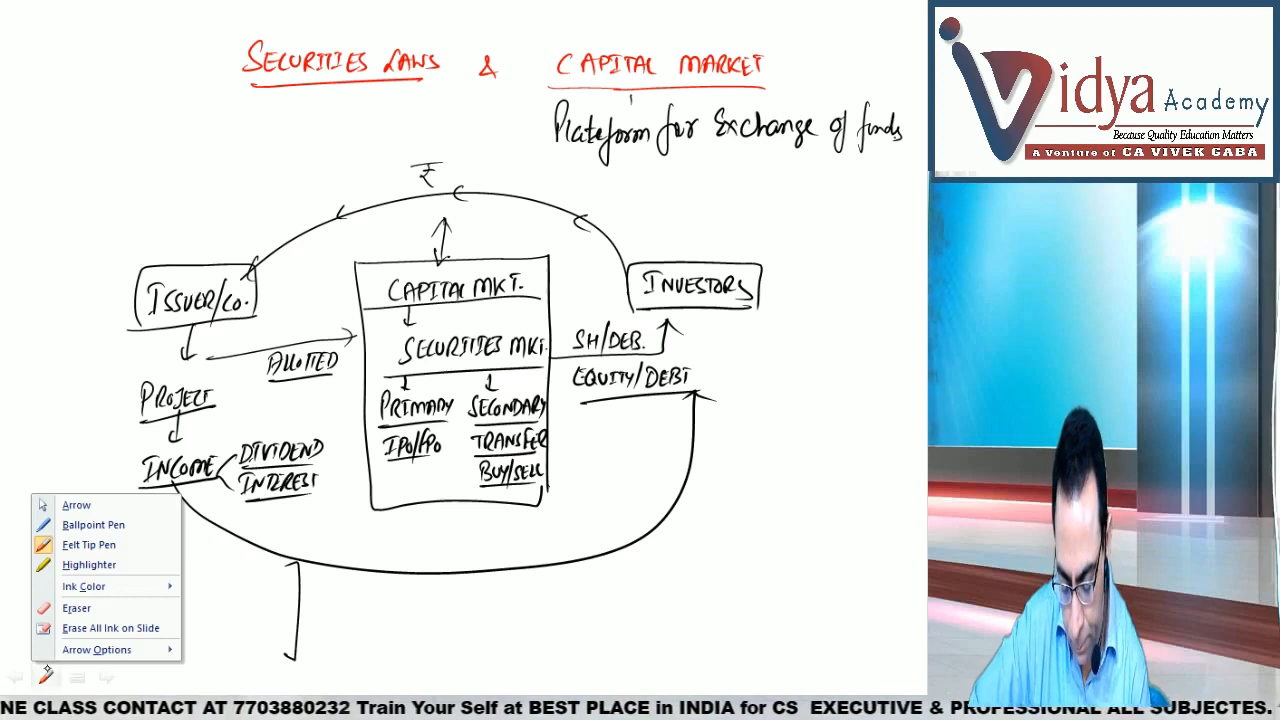 SECURITIES LAWS & CAPITAL MARKET
Plateform for Exchange of funds
₹
ISSUER/CO.
CAPITAL MKT.
INVESTORS
SECURITIES MKT.
SH/DEB.
ALLOTTED
EQUITY/DEBT
PROJECT
PRIMARY
SECONDARY
IPO/FPO
TRANSFER
BUY/SELL
INCOME
DIVIDEND
INTEREST
Arrow
Ballpoint Pen
Felt Tip Pen
Highlighter
Ink Color
Eraser
Erase All Ink on Slide
Arrow Options
Vidya Academy
Because Quality Education Matters
A Venture of CA VIVEK GABA
NE CLASS CONTACT AT 7703880232 Train Your Self at BEST PLACE in INDIA for CS EXECUTIVE & PROFESSIONAL ALL SUBJECTES.